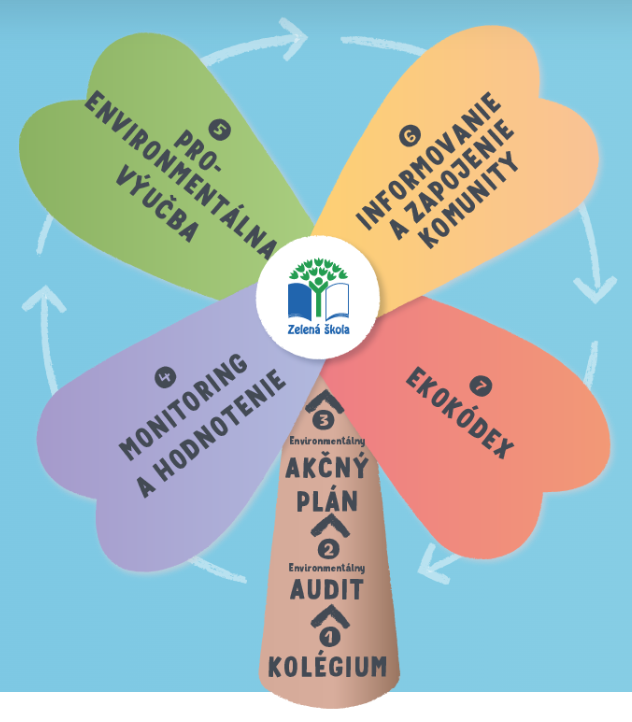 5
PRO-
ENVIRONMENTÁLNA
VÝUČBA
6
INFORMOVANIE
A ZAPOJENIE
KOMUNITY
Zelená škola
4
MONITORING
A HODNOTENIE
7
EKOKÓDEX
3
Environmentálny
AKČNÝ
PLÁN
2
Environmentálny
AUDIT
1
KOLÉGIUM